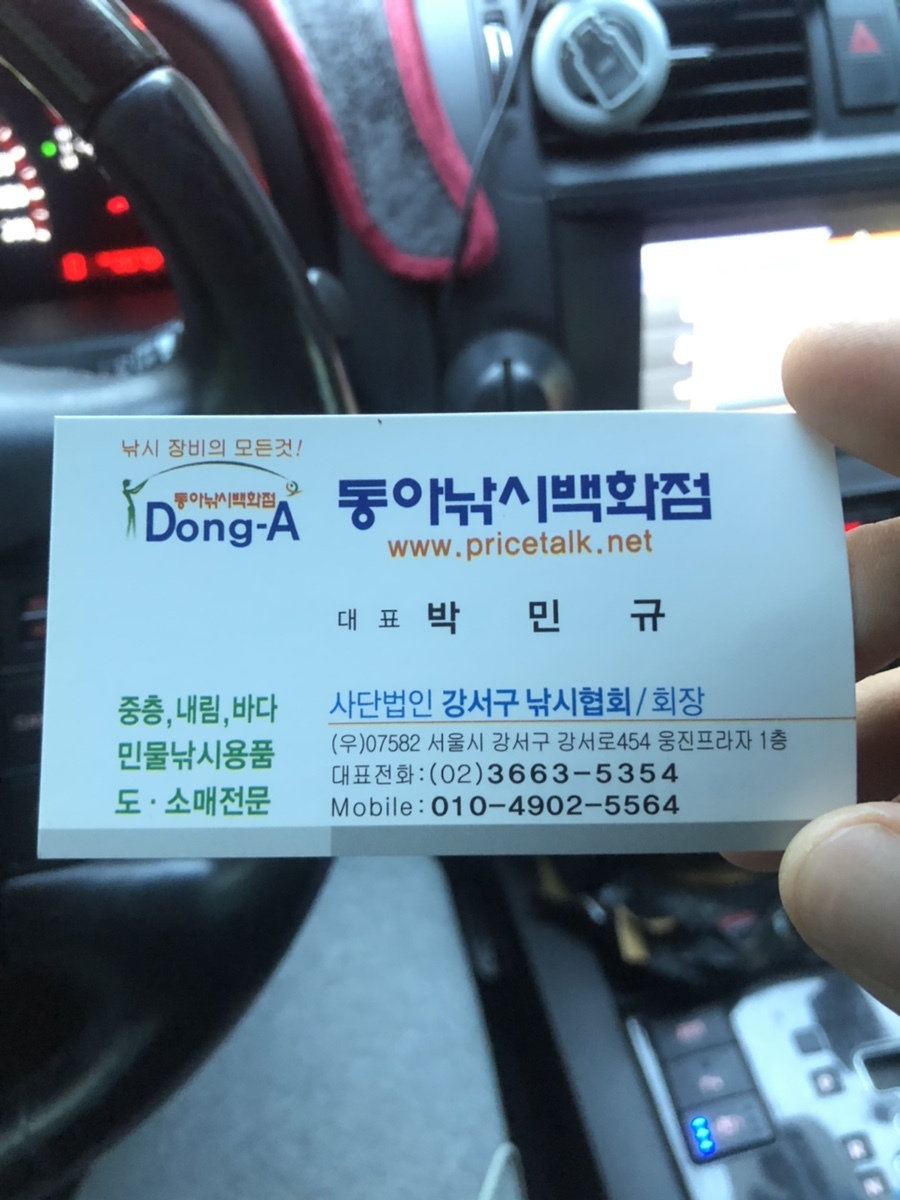 낚시 장비의 모든것!
동아낚시백화점
Dong-A
동아낚시백화점
www.pricetalk.net
대 표 박 민 규
중층,내림,바다
민물낚시용품
도·소매전문
사단법인 강서구 낚시협회/회장
(우)07582 서울시 강서구 강서로454 웅진프라자 1층
대표전화:(02)3663-5354
Mobile:010-4902-5564